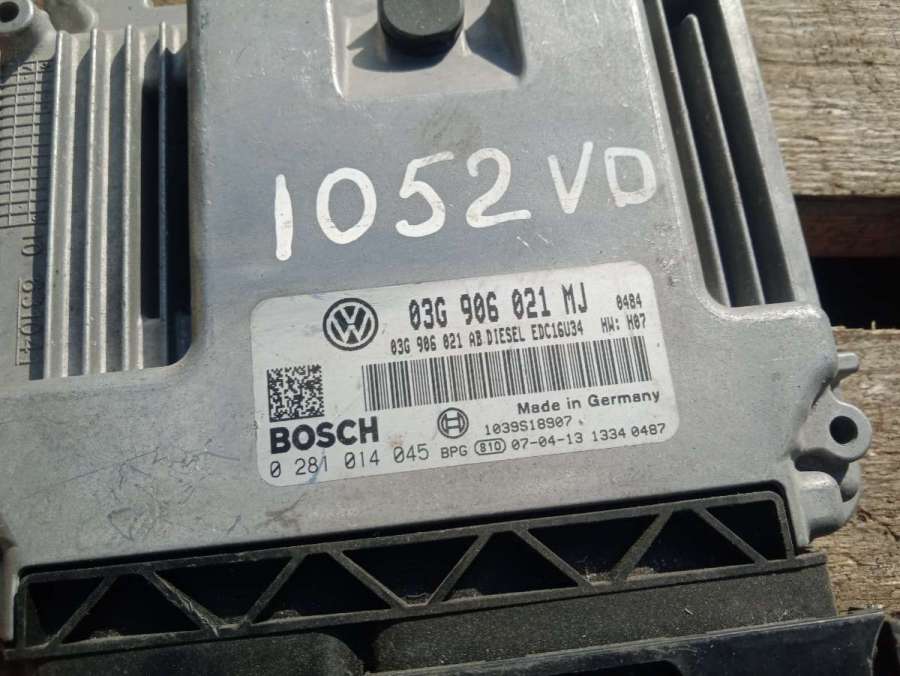 1052 VD
03G 906 021 MJ 0484
03G 906 021 AB DIESEL EDC16U34 HW: H07
Made in Germany
BOSCH 1039S18907
0 281 014 045 BPG 810 07-04-13 1334 0487